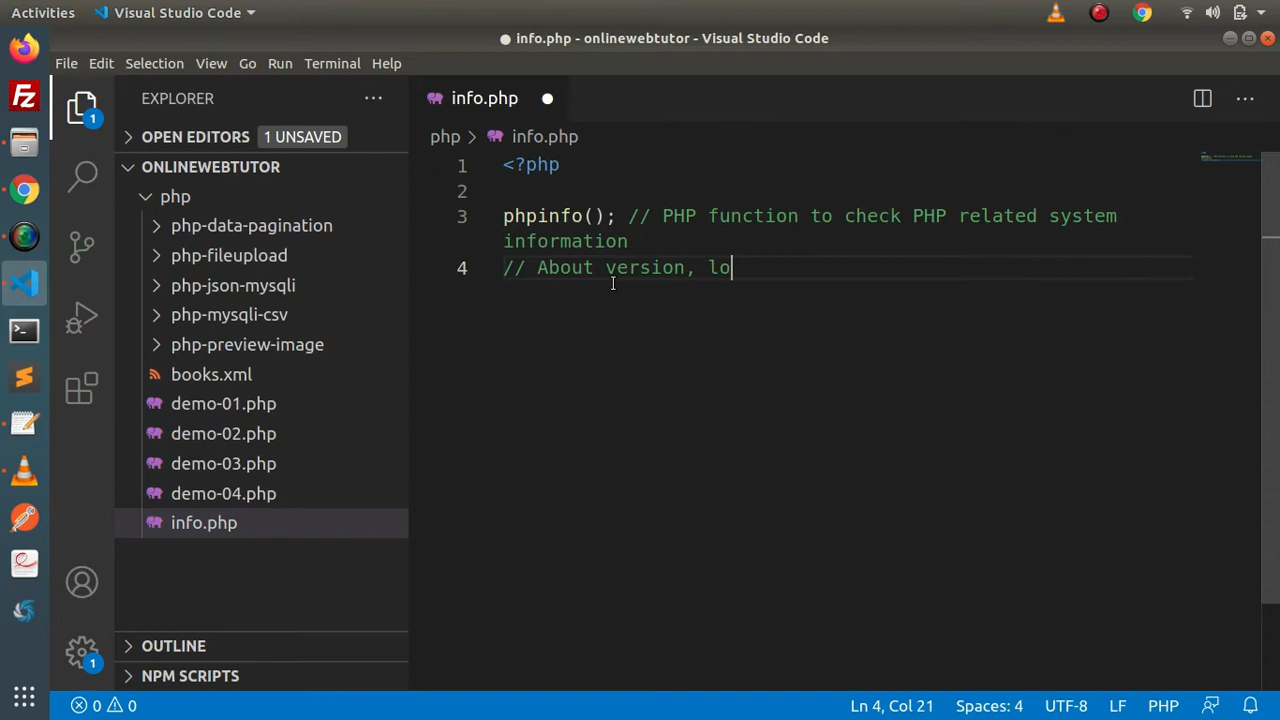 Activities
Visual Studio Code
● info.php - onlinewebtutor - Visual Studio Code
File Edit Selection View Go Run Terminal Help
EXPLORER
info.php
OPEN EDITORS 1 UNSAVED
php > info.php
ONLINEWEBTUTOR
php
php-data-pagination
php-fileupload
php-json-mysqli
php-mysqli-csv
php-preview-image
books.xml
demo-01.php
demo-02.php
demo-03.php
demo-04.php
info.php
OUTLINE
NPM SCRIPTS
1
1
1 <?php
2
3 phpinfo(); // PHP function to check PHP related system
information
4 // About version, lo
0 0
Ln 4, Col 21 Spaces: 4 UTF-8 LF PHP